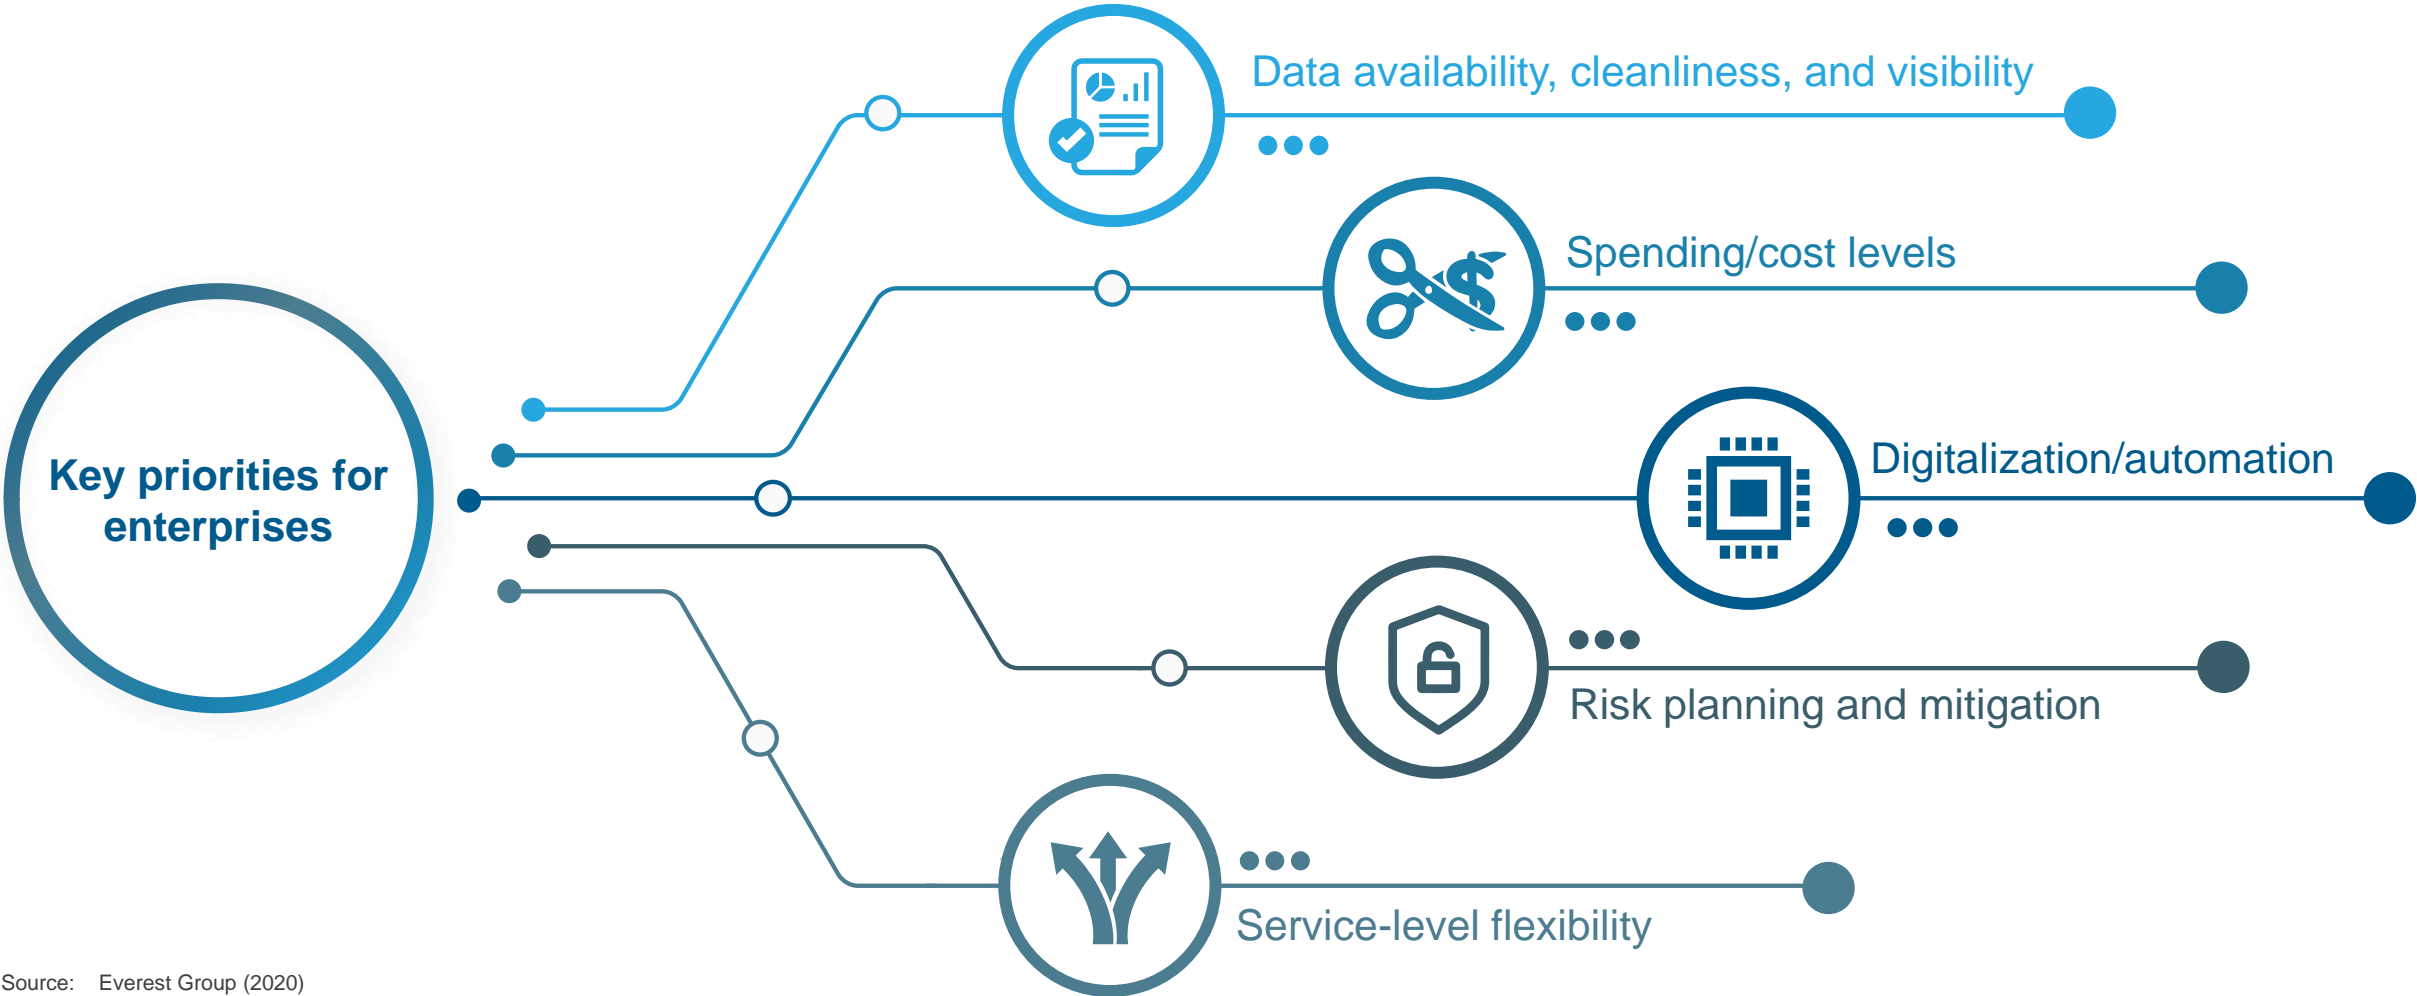 Data availability, cleanliness, and visibility
Spending/cost levels
Key priorities for
enterprises
Digitalization/automation
Risk planning and mitigation
Service-level flexibility
Source: Everest Group (2020)